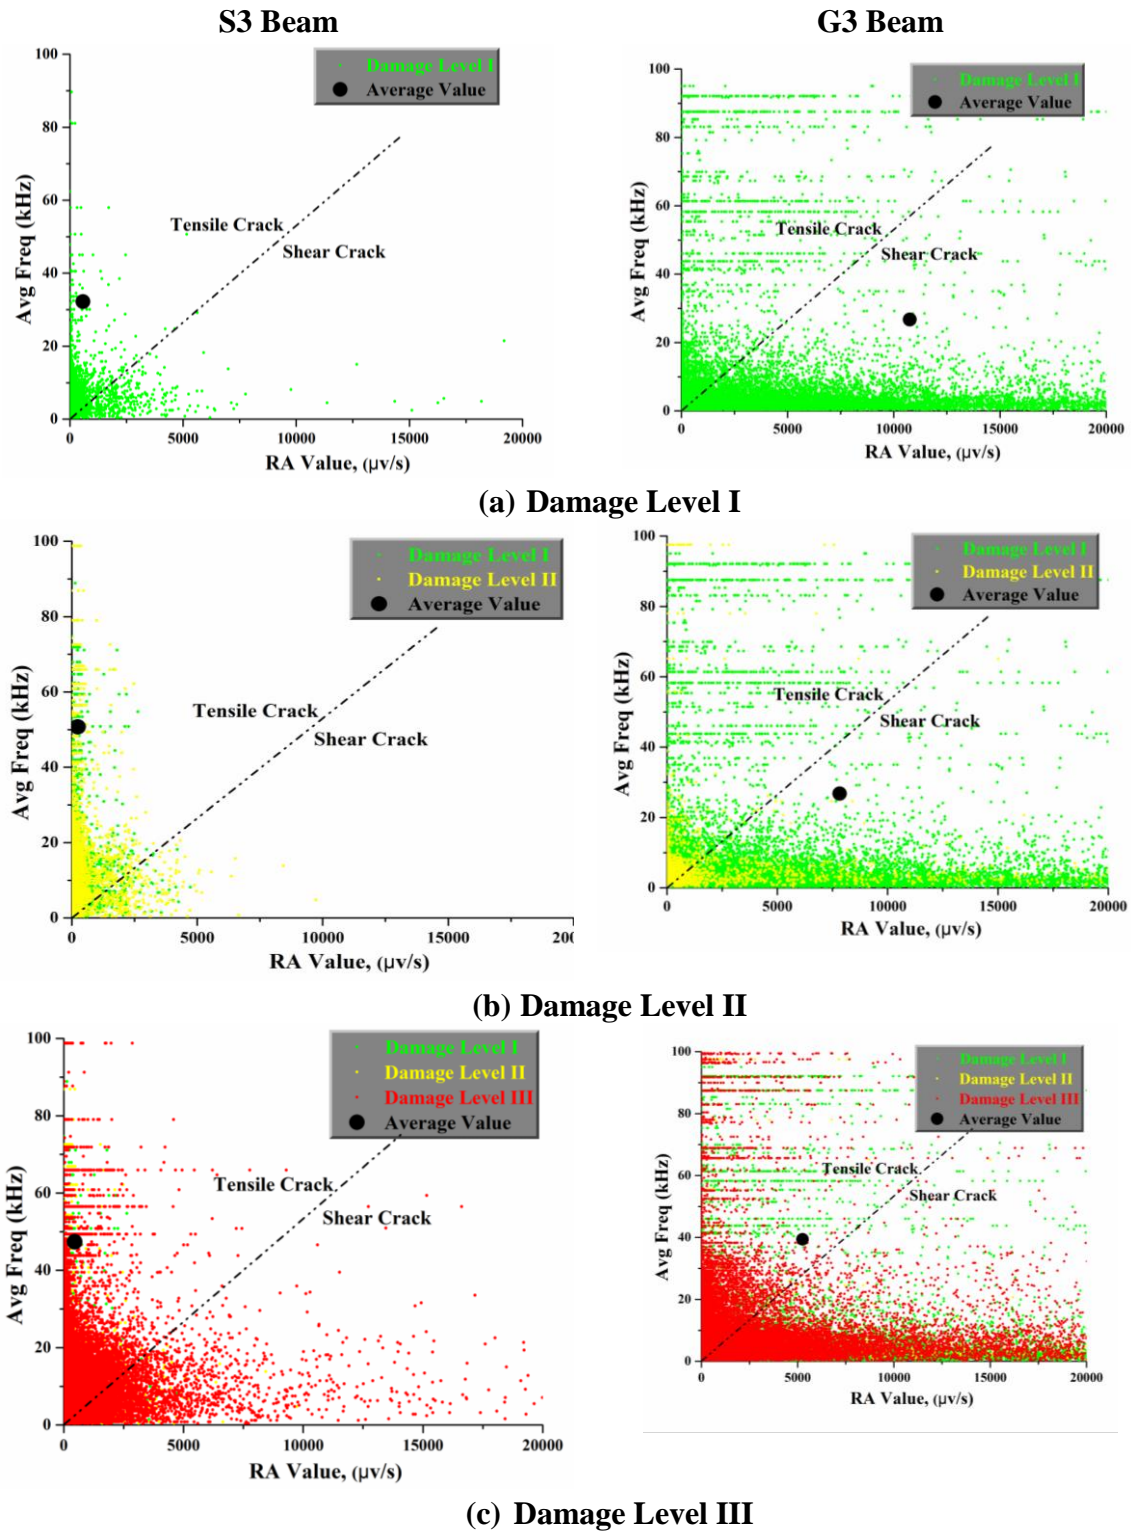 S3 Beam
G3 Beam
Damage Level I
Average Value
Tensile Crack
Shear Crack
Avg Freq (kHz)
100
80
60
40
20
0
0 5000 10000 15000 20000
RA Value, (μv/s)
Damage Level I
Average Value
Tensile Crack
Shear Crack
Avg Freq (kHz)
100
80
60
40
20
0
0 5000 10000 15000 20000
RA Value, (μv/s)
(a) Damage Level I
Damage Level I
Damage Level II
Average Value
Tensile Crack
Shear Crack
Avg Freq (kHz)
100
80
60
40
20
0
0 5000 10000 15000 20
RA Value, (μv/s)
Damage Level I
Damage Level II
Average Value
Tensile Crack
Shear Crack
Avg Freq (kHz)
100
80
60
40
20
0
0 5000 10000 15000 20000
RA Value, (μv/s)
(b) Damage Level II
Damage Level I
Damage Level II
Damage Level III
Average Value
Tensile Crack
Shear Crack
Avg Freq (kHz)
100
80
60
40
20
0
0 5000 10000 15000 20000
RA Value, (μv/s)
Damage Level I
Damage Level II
Damage Level III
Average Value
Tensile Crack
Shear Crack
Avg Freq (kHz)
100
80
60
40
20
0
0 5000 10000 15000 20000
RA Value, (μv/s)
(c) Damage Level III